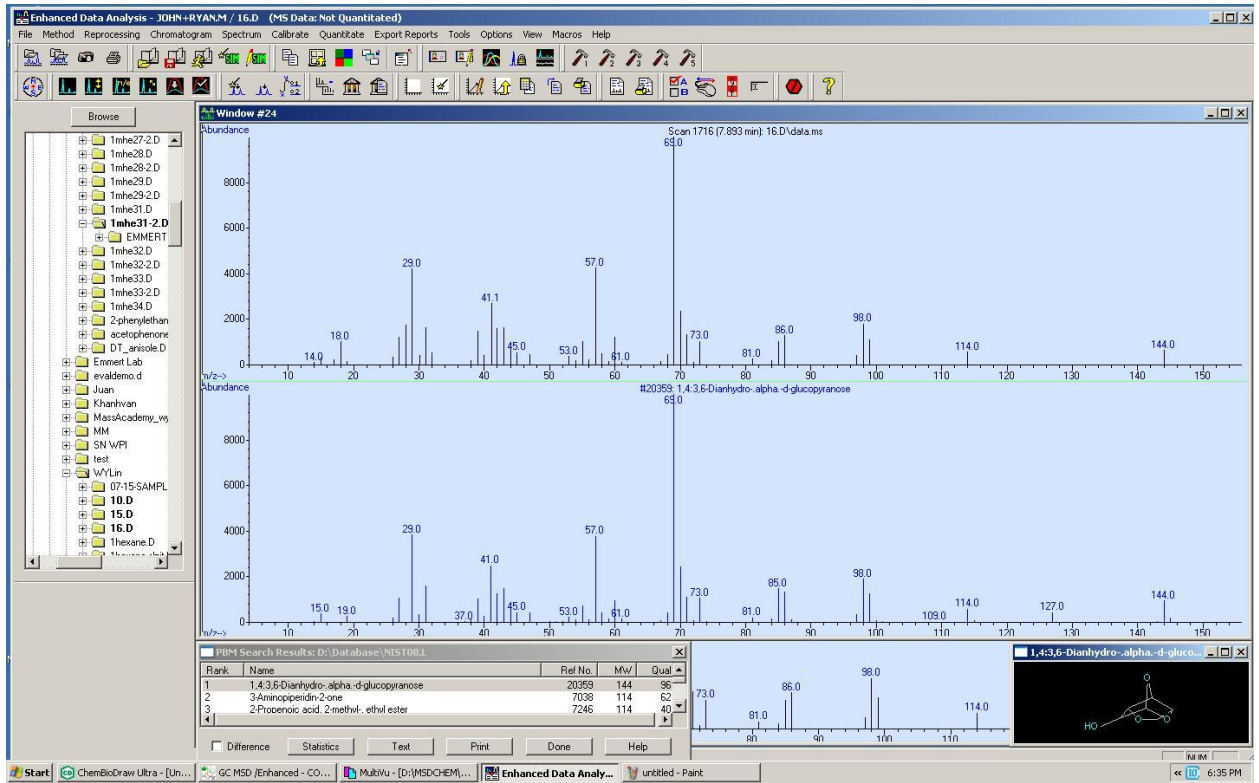 Enhanced Data Analysis - JOHN+RYAN.M / 16.D (MS Data: Not Quantitated)
File Method Reprocessing Chromatogram Spectrum Calibrate Quantitate Export Reports Tools Options View Macros Help
Browse
1mhe27-2.D
1mhe28.D
1mhe28-2.D
1mhe29.D
1mhe29-2.D
1mhe31.D
1mhe31-2.D
EMMERT
1mhe32.D
1mhe32-2.D
1mhe33.D
1mhe33-2.D
1mhe34.D
2-phenylethan
acetophenone
DT_anisole.D
Emmert Lab
evaldemo.d
Juan
Khanhvan
MassAcademy_wy
MM
SN WPI
test
WYLin
07-15-SAMPL
10.D
15.D
16.D
1hexane.D
Window #24
Abundance
Scan 1716 (7.893 min): 16.D\data.ms
69.0
8000
6000
4000
29.0 57.0
41.1
2000
18.0 86.0 98.0
14.0 45.0 53.0 61.0 73.0 81.0 114.0 144.0
0
m/z--> 10 20 30 40 50 60 70 80 90 100 110 120 130 140 150
Abundance
#20359: 1,4:3,6-Dianhydro-.alpha.-d-glucopyranose
69.0
8000
6000
4000
29.0 57.0
41.0
2000
85.0 98.0
15.0 19.0 37.0 45.0 53.0 61.0 73.0 81.0 109.0 114.0 127.0 144.0
0
m/z--> 10 20 30 40 50 60 70 80 90 100 110 120 130 140 150
PBM Search Results: D:\Database\NIST08.L
Rank Name Ref No. MW Qual
1 1,4:3,6-Dianhydro-.alpha.-d-glucopyranose 20359 144 96
2 3-Aminopiperidin-2-one 7038 114 62
3 2-Propenoic acid, 2-methyl-, ethyl ester 7246 114 40
Difference Statistics Text Print Done Help
98.0
73.0 86.0
81.0 114.0
80 90 100 110
1,4:3,6-Dianhydro-.alpha.-d-gluco...
O
HO O O
NUM
Start ChemBioDraw Ultra - [Un... GC MSD /Enhanced - CO... MultiVu - [D:\MSDCHEM\... Enhanced Data Analy... untitled - Paint 6:35 PM